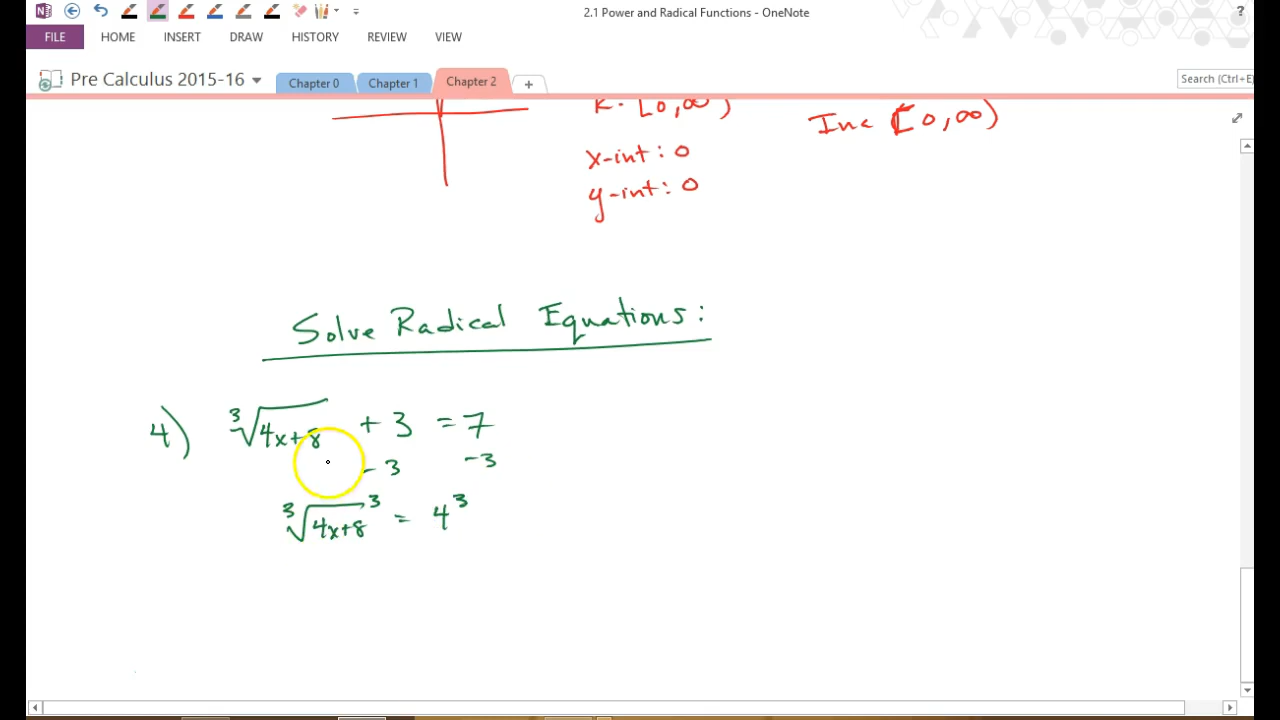 2.1 Power and Radical Functions - OneNote
?
FILE HOME INSERT DRAW HISTORY REVIEW VIEW
Pre Calculus 2015-16 Chapter 0 Chapter 1 Chapter 2 + Search (Ctrl+E)
R: [0, ∞)
Inc [0, ∞)
x-int: 0
y-int: 0
Solve Radical Equations:
4) ∛(4x+8) + 3 = 7
-3 -3
∛(4x+8)³ = 4³